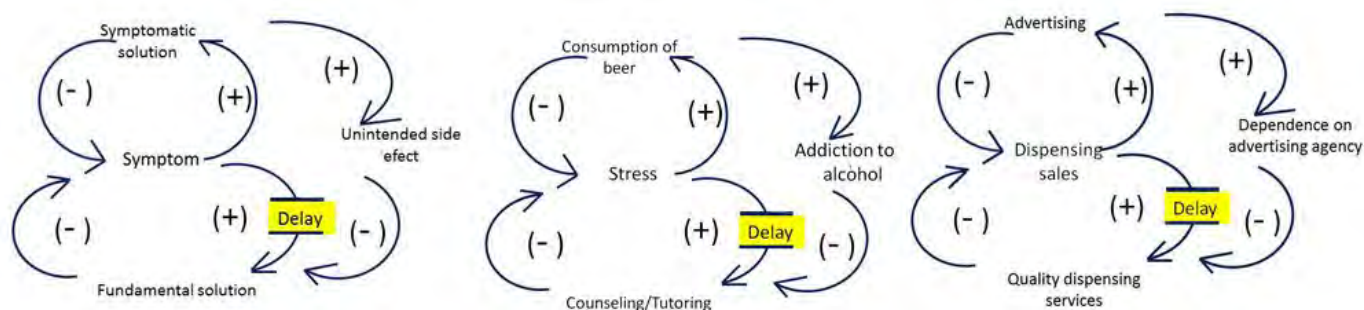 Symptomatic
solution
(-)
(+)
(+)
Symptom
Unintended side
efect
(-)
(+)
Delay
(-)
Fundamental solution
Consumption of
beer
(-)
(+)
(+)
Stress
Addiction to
alcohol
(-)
(+)
Delay
(-)
Counseling/Tutoring
Advertising
(-)
(+)
(+)
Dispensing
sales
Dependence on
advertising agency
(-)
(+)
Delay
(-)
Quality dispensing
services